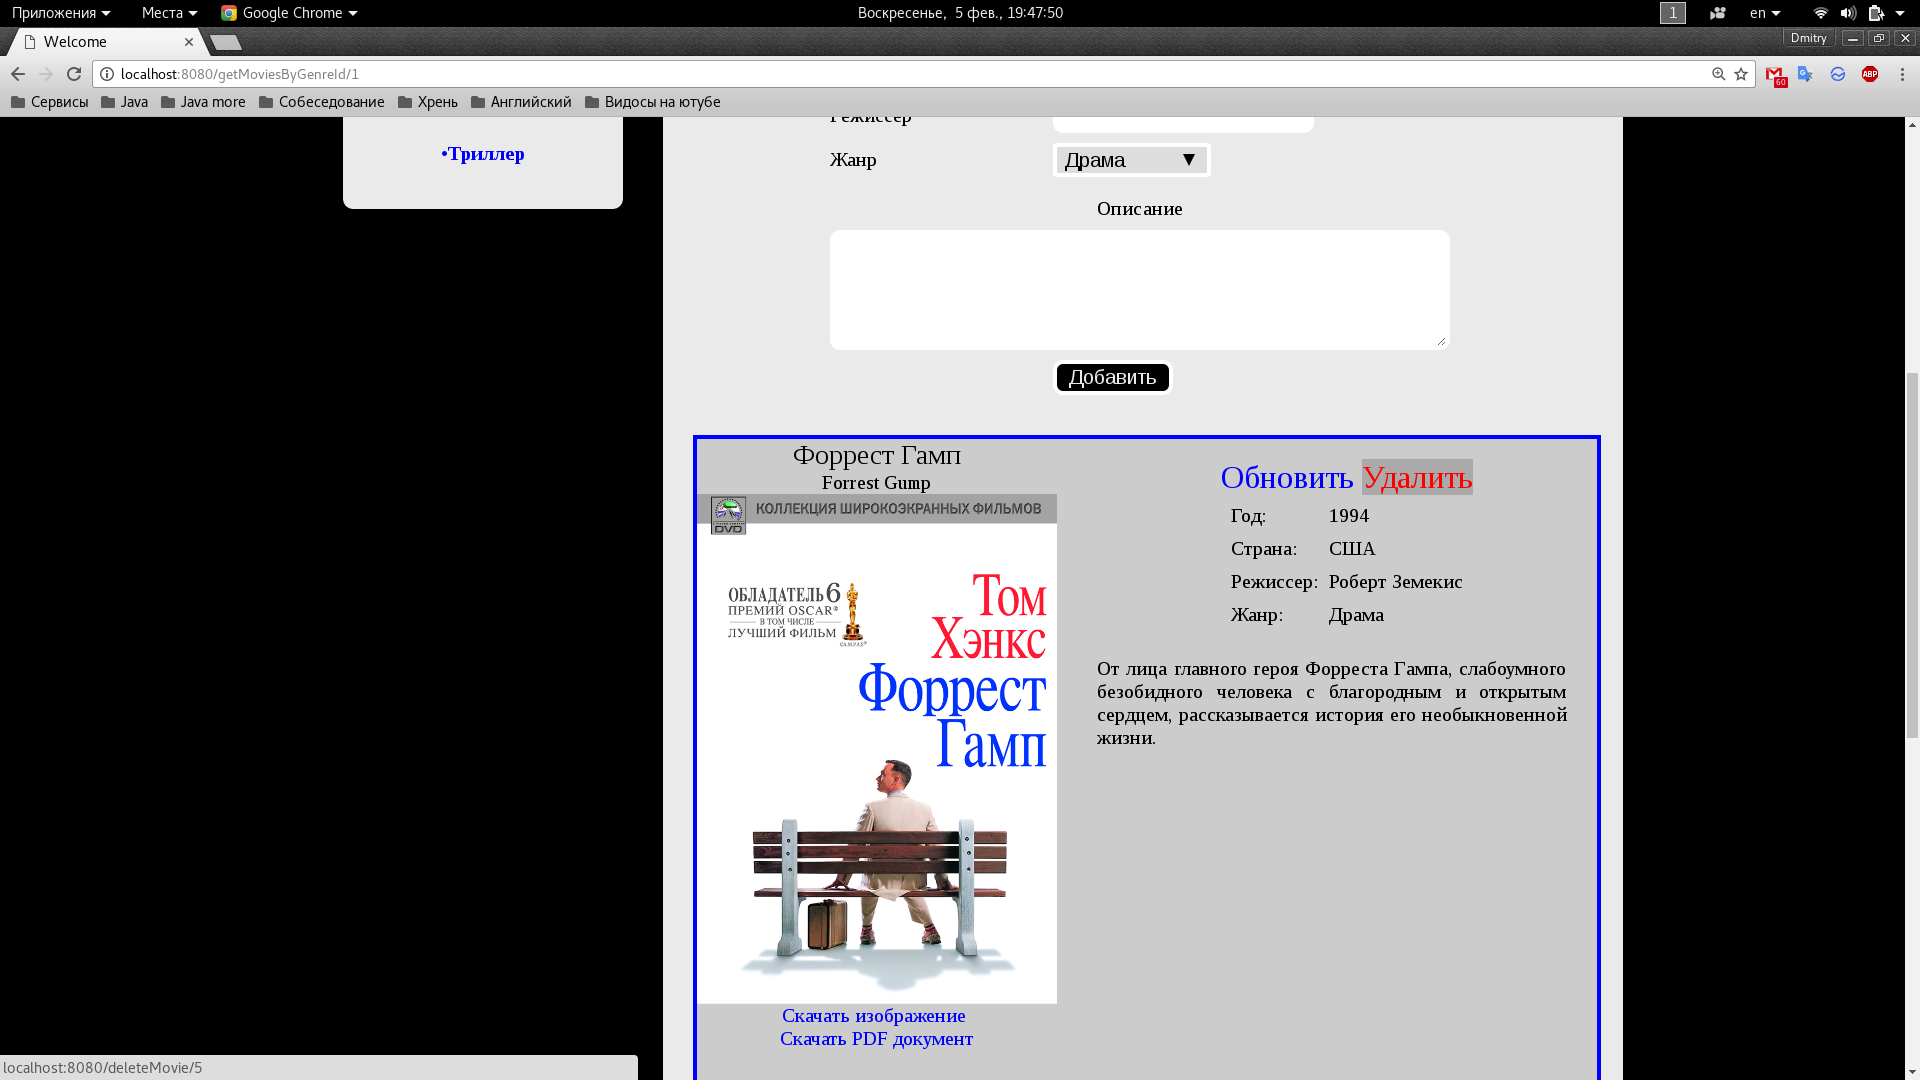 Приложения
Места
Google Chrome
Воскресенье, 5 фев., 19:47:50
1
en
Welcome
Dmitry
localhost:8080/getMoviesByGenreId/1
60
ABP
Сервисы
Java
Java more
Собеседование
Хрень
Английский
Видосы на ютубе
•Триллер
Режиссер
Жанр
Драма
Описание
Добавить
Форрест Гамп
Forrest Gump
DVD
КОЛЛЕКЦИЯ ШИРОКОЭКРАННЫХ ФИЛЬМОВ
ОБЛАДАТЕЛЬ 6
ПРЕМИЙ OSCAR®
В ТОМ ЧИСЛЕ
ЛУЧШИЙ ФИЛЬМ
Том
Хэнкс
Форрест
Гамп
Скачать изображение
Скачать PDF документ
Обновить Удалить
Год: 1994
Страна: США
Режиссер: Роберт Земекис
Жанр: Драма
От лица главного героя Форреста Гампа, слабоумного
безобидного человека с благородным и открытым
сердцем, рассказывается история его необыкновенной
жизни.
localhost:8080/deleteMovie/5